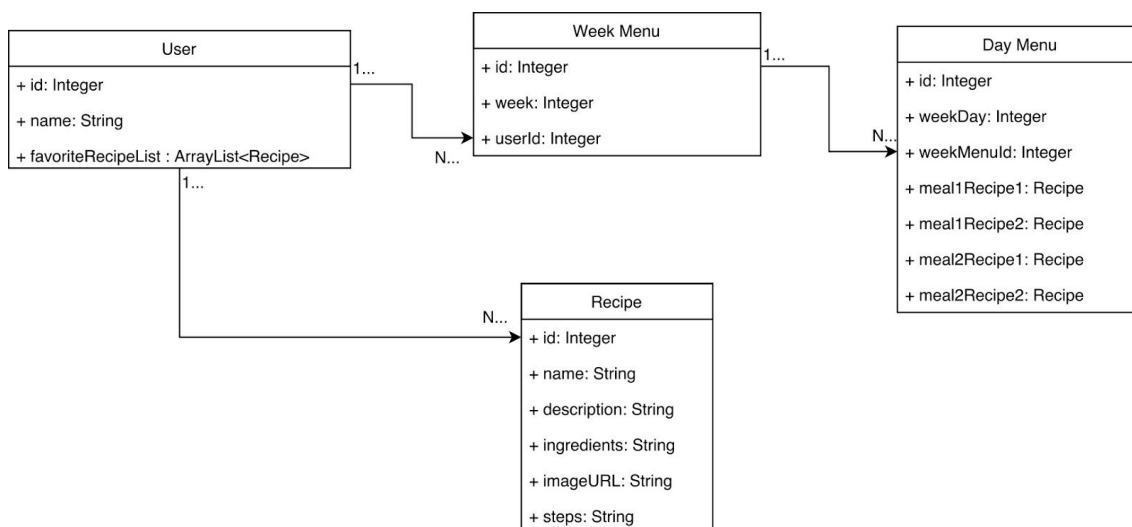 User
+ id: Integer
+ name: String
+ favoriteRecipeList : ArrayList<Recipe>
1...
N...
1...
Week Menu
+ id: Integer
+ week: Integer
+ userId: Integer
1...
N...
Day Menu
+ id: Integer
+ weekDay: Integer
+ weekMenuId: Integer
+ meal1Recipe1: Recipe
+ meal1Recipe2: Recipe
+ meal2Recipe1: Recipe
+ meal2Recipe2: Recipe
N...
Recipe
+ id: Integer
+ name: String
+ description: String
+ ingredients: String
+ imageURL: String
+ steps: String